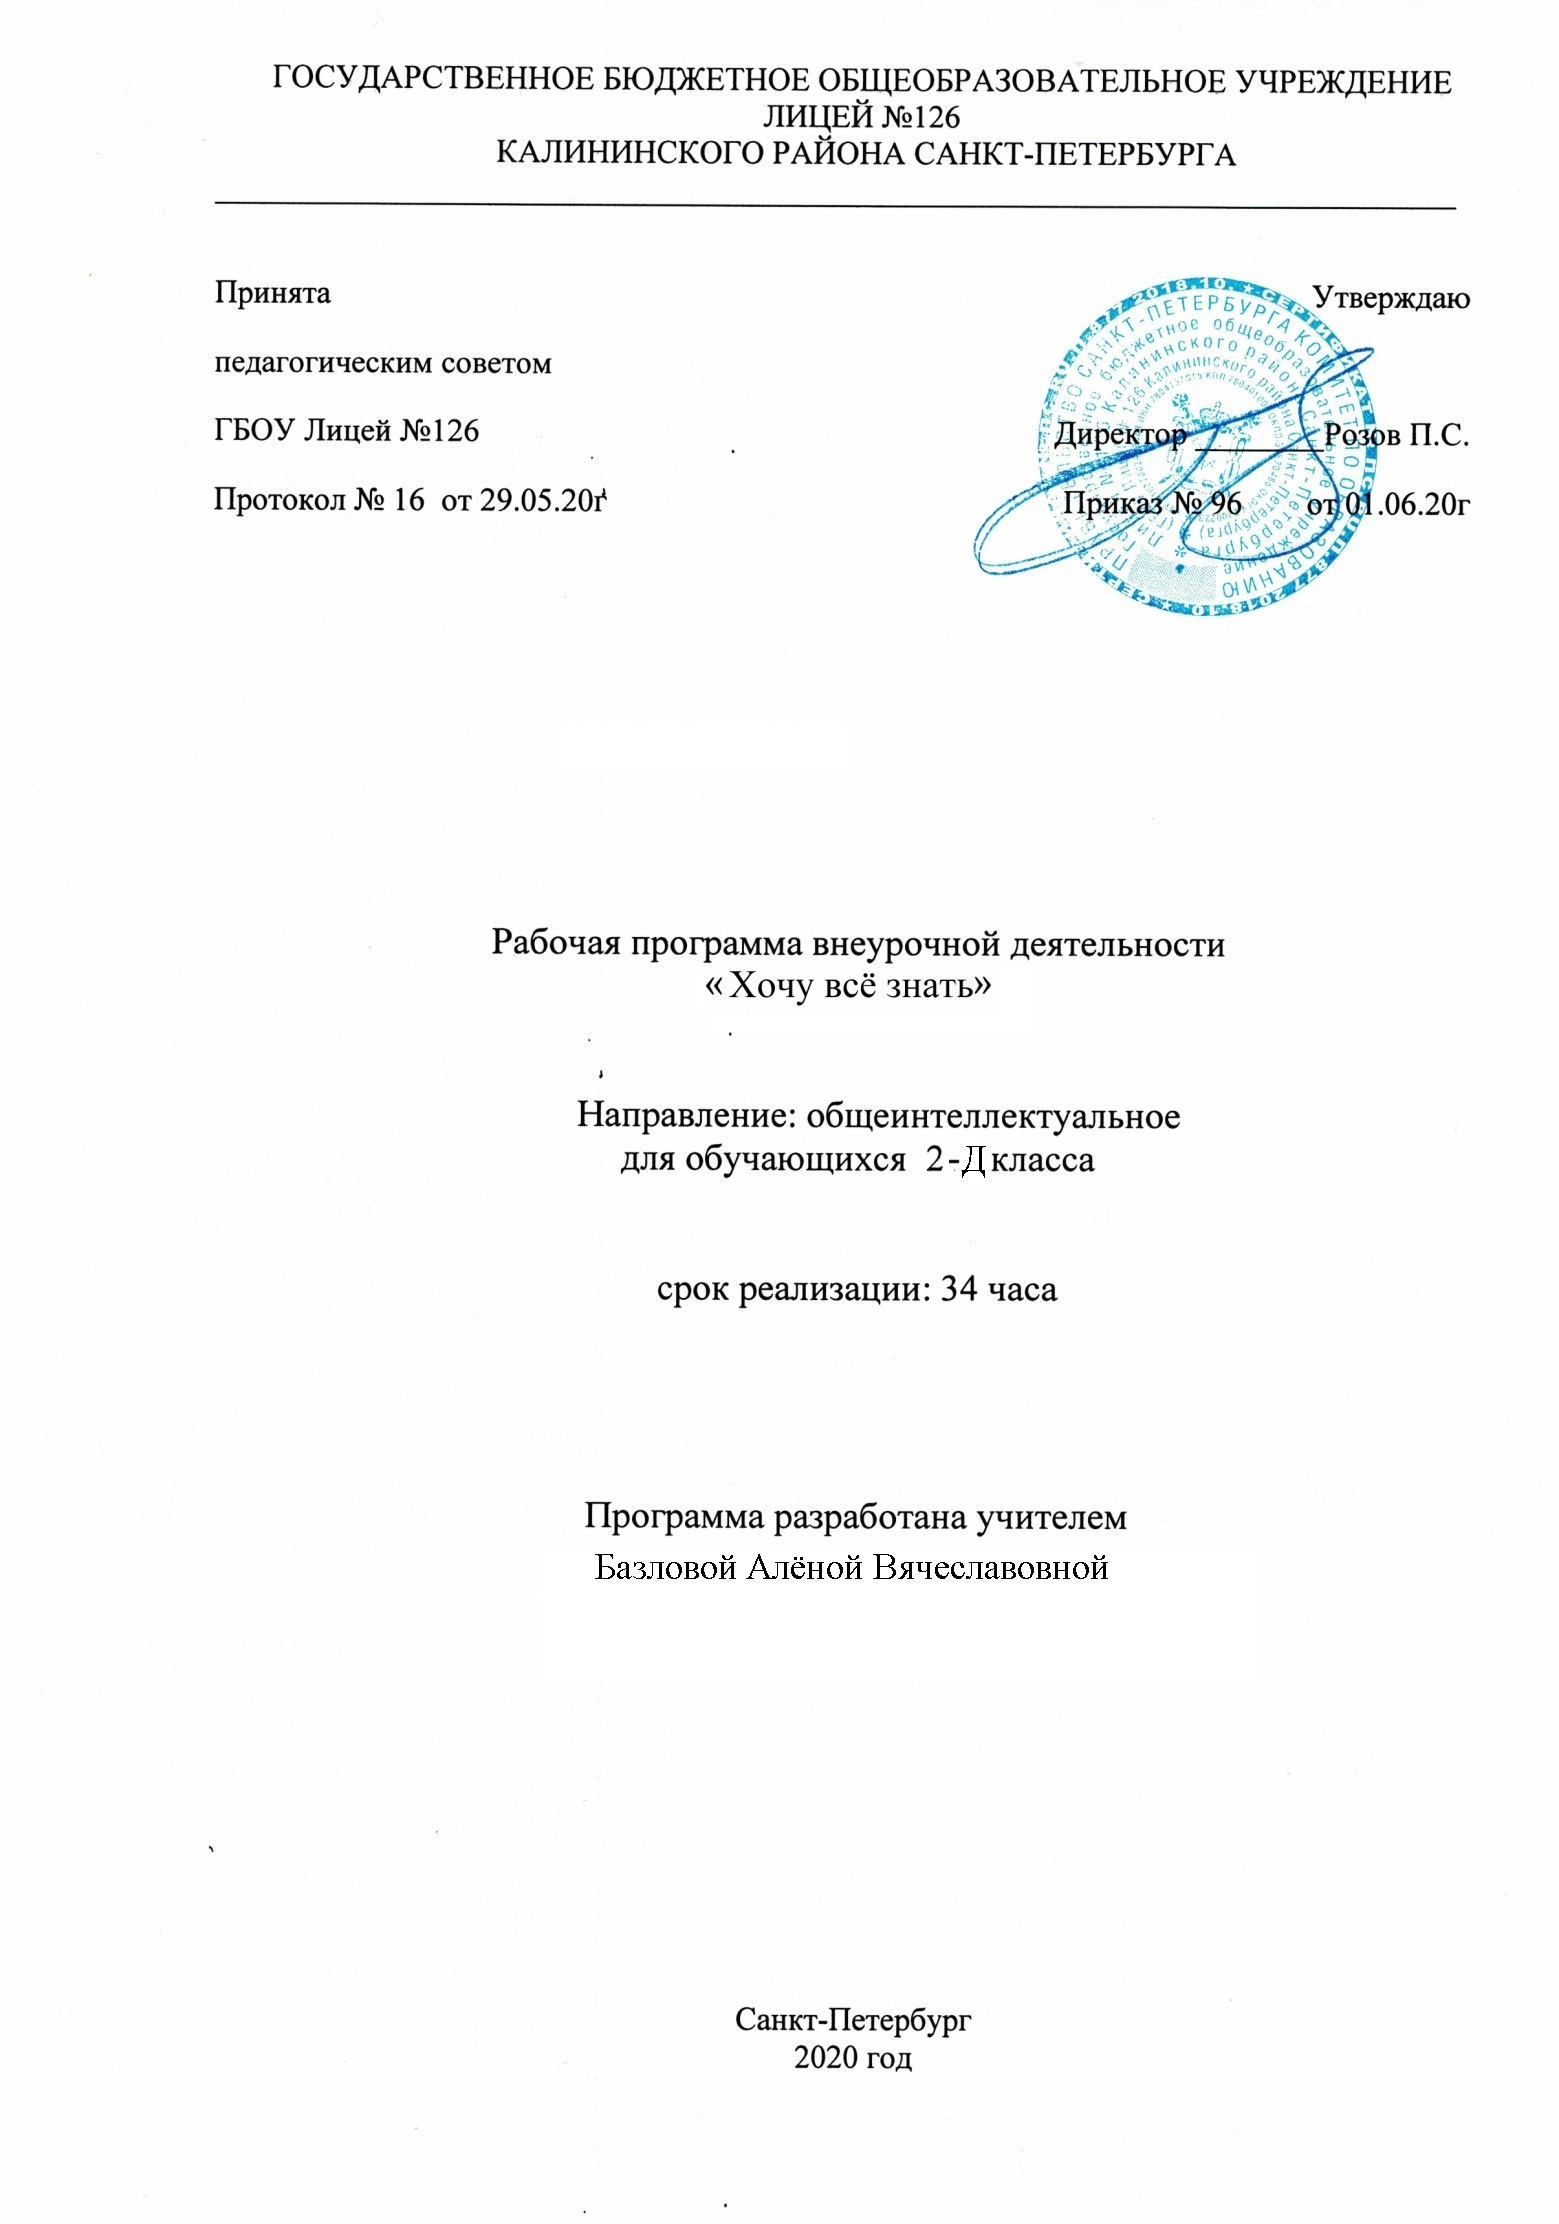 ГОСУДАРСТВЕННОЕ БЮДЖЕТНОЕ ОБЩЕОБРАЗОВАТЕЛЬНОЕ УЧРЕЖДЕНИЕ
ЛИЦЕЙ №126
КАЛИНИНСКОГО РАЙОНА САНКТ-ПЕТЕРБУРГА
Принята
Утверждаю
педагогическим советом
ГБОУ Лицей №126
Директор ________ Розов П.С.
Протокол № 16 от 29.05.20г
Приказ № 96 от 01.06.20г
Рабочая программа внеурочной деятельности
«Хочу всё знать»
Направление: общеинтеллектуальное
для обучающихся 2-Д класса
срок реализации: 34 часа
Программа разработана учителем
Базловой Алёной Вячеславовной
Санкт-Петербург
2020 год